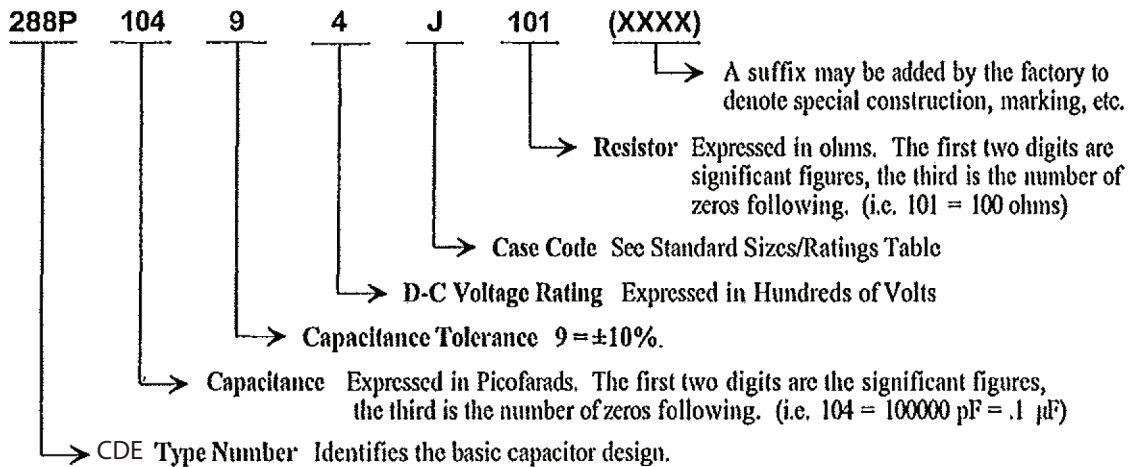 288P 104 9 4 J 101 (XXXX)
A suffix may be added by the factory to
denote special construction, marking, etc.
Resistor Expressed in ohms. The first two digits are
significant figures, the third is the number of
zeros following. (i.e. 101 = 100 ohms)
Case Code See Standard Sizes/Ratings Table
D-C Voltage Rating Expressed in Hundreds of Volts
Capacitance Tolerance 9 = ±10%.
Capacitance Expressed in Picofarads. The first two digits are the significant figures,
the third is the number of zeros following. (i.e. 104 = 100000 pF = .1 µF)
CDE Type Number Identifies the basic capacitor design.